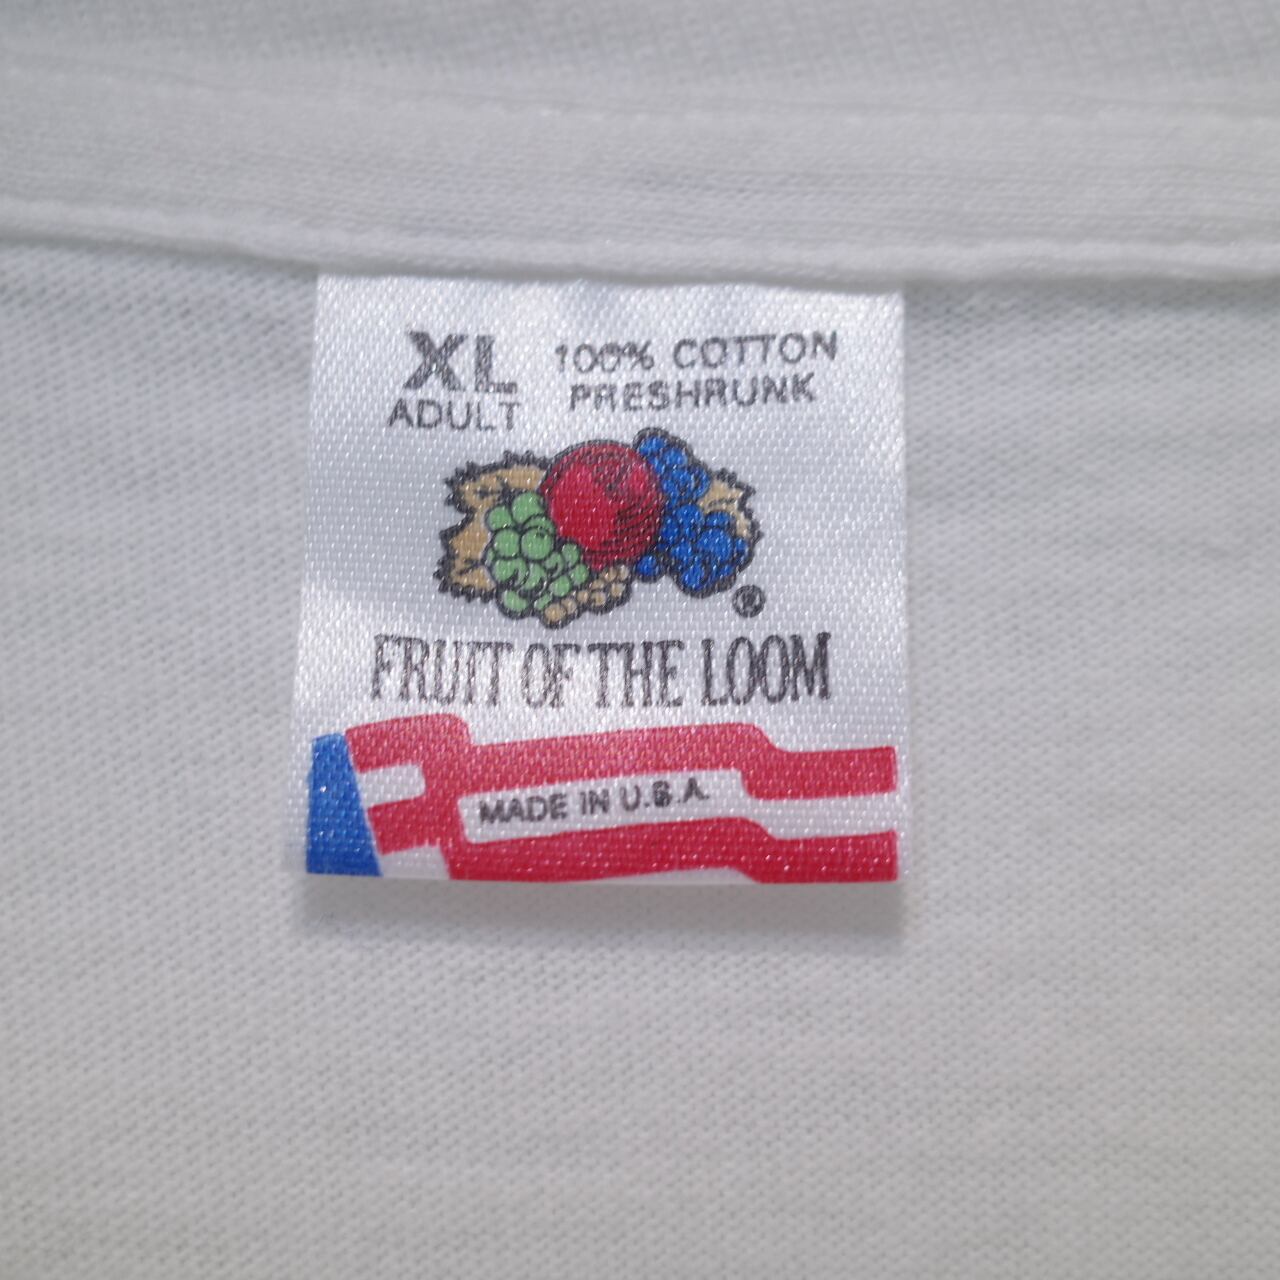 XL
ADULT
100% COTTON
PRESHRUNK
®
FRUIT OF THE LOOM
MADE IN U.S.A.